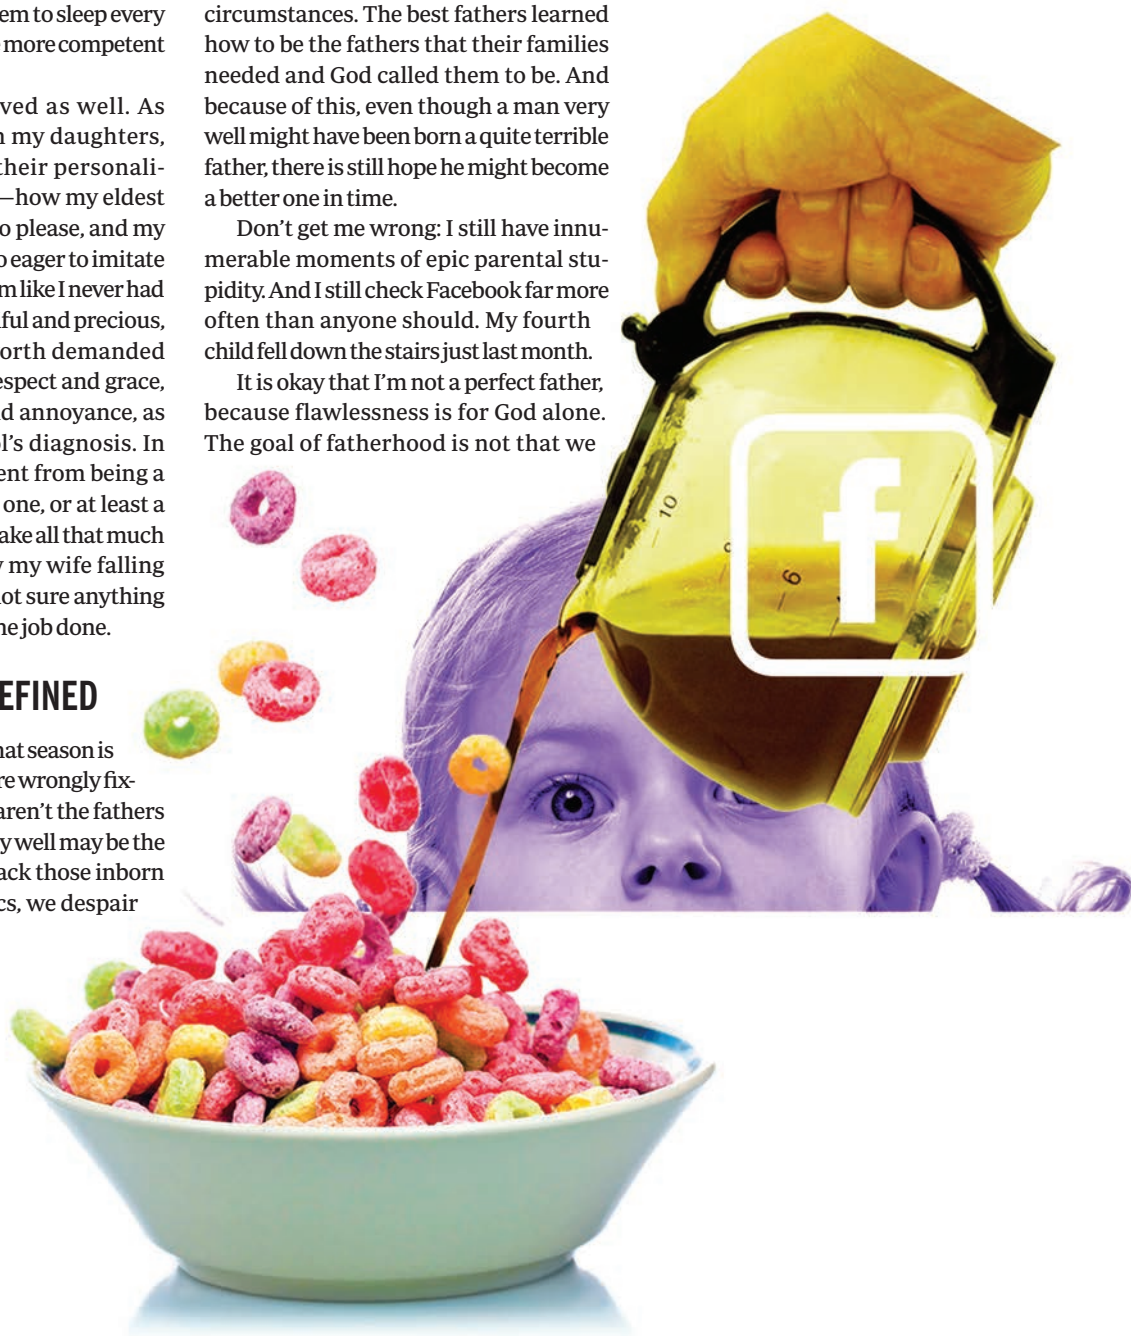 em to sleep every
more competent
ved as well. As
my daughters,
their personali-
—how my eldest
o please, and my
o eager to imitate
m like I never had
ful and precious,
orth demanded
espect and grace,
d annoyance, as
l’s diagnosis. In
ent from being a
one, or at least a
ake all that much
my wife falling
ot sure anything
he job done.
EFINED
hat season is
re wrongly fix-
aren’t the fathers
y well may be the
ack those inborn
cs, we despair
circumstances. The best fathers learned
how to be the fathers that their families
needed and God called them to be. And
because of this, even though a man very
well might have been born a quite terrible
father, there is still hope he might become
a better one in time.
Don’t get me wrong: I still have innu-
merable moments of epic parental stu-
pidity. And I still check Facebook far more
often than anyone should. My fourth
child fell down the stairs just last month.
It is okay that I’m not a perfect father,
because flawlessness is for God alone.
The goal of fatherhood is not that we
10
6
f